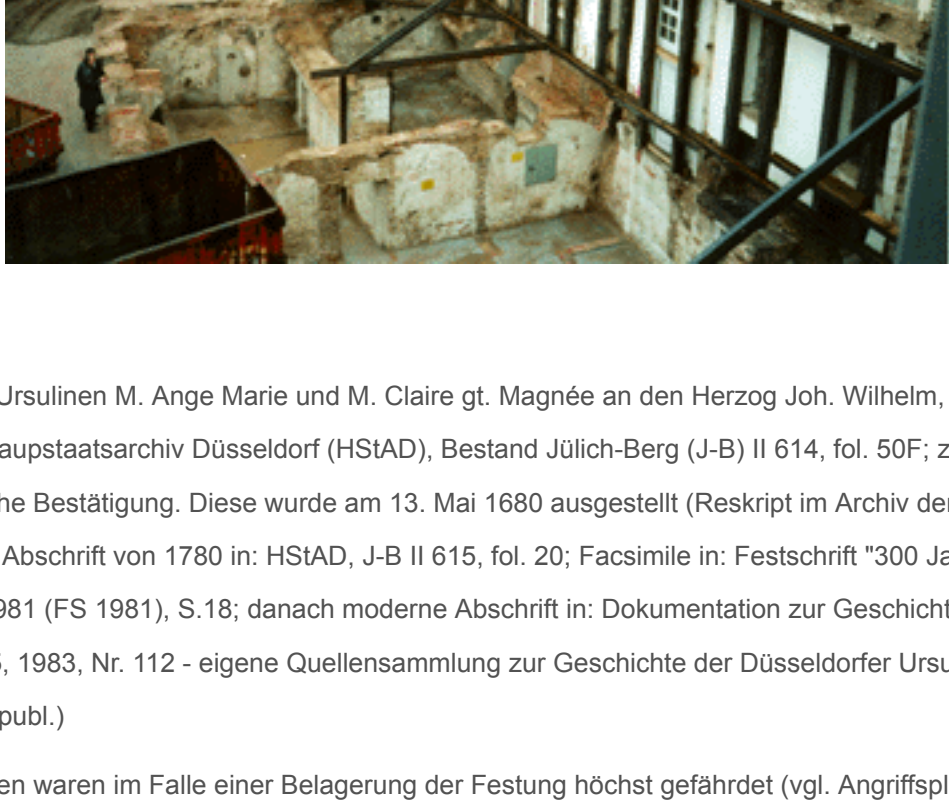 Ursulinen M. Ange Marie und M. Claire gt. Magnée an den Herzog Joh. Wilhelm,
aupstaatsarchiv Düsseldorf (HStAD), Bestand Jülich-Berg (J-B) II 614, fol. 50F; z
he Bestätigung. Diese wurde am 13. Mai 1680 ausgestellt (Reskript im Archiv der
Abschrift von 1780 in: HStAD, J-B II 615, fol. 20; Facsimile in: Festschrift "300 Ja
981 (FS 1981), S.18; danach moderne Abschrift in: Dokumentation zur Geschicht
, 1983, Nr. 112 - eigene Quellensammlung zur Geschichte der Düsseldorfer Ursu
publ.)
en waren im Falle einer Belagerung der Festung höchst gefährdet (vgl. Angriffspl